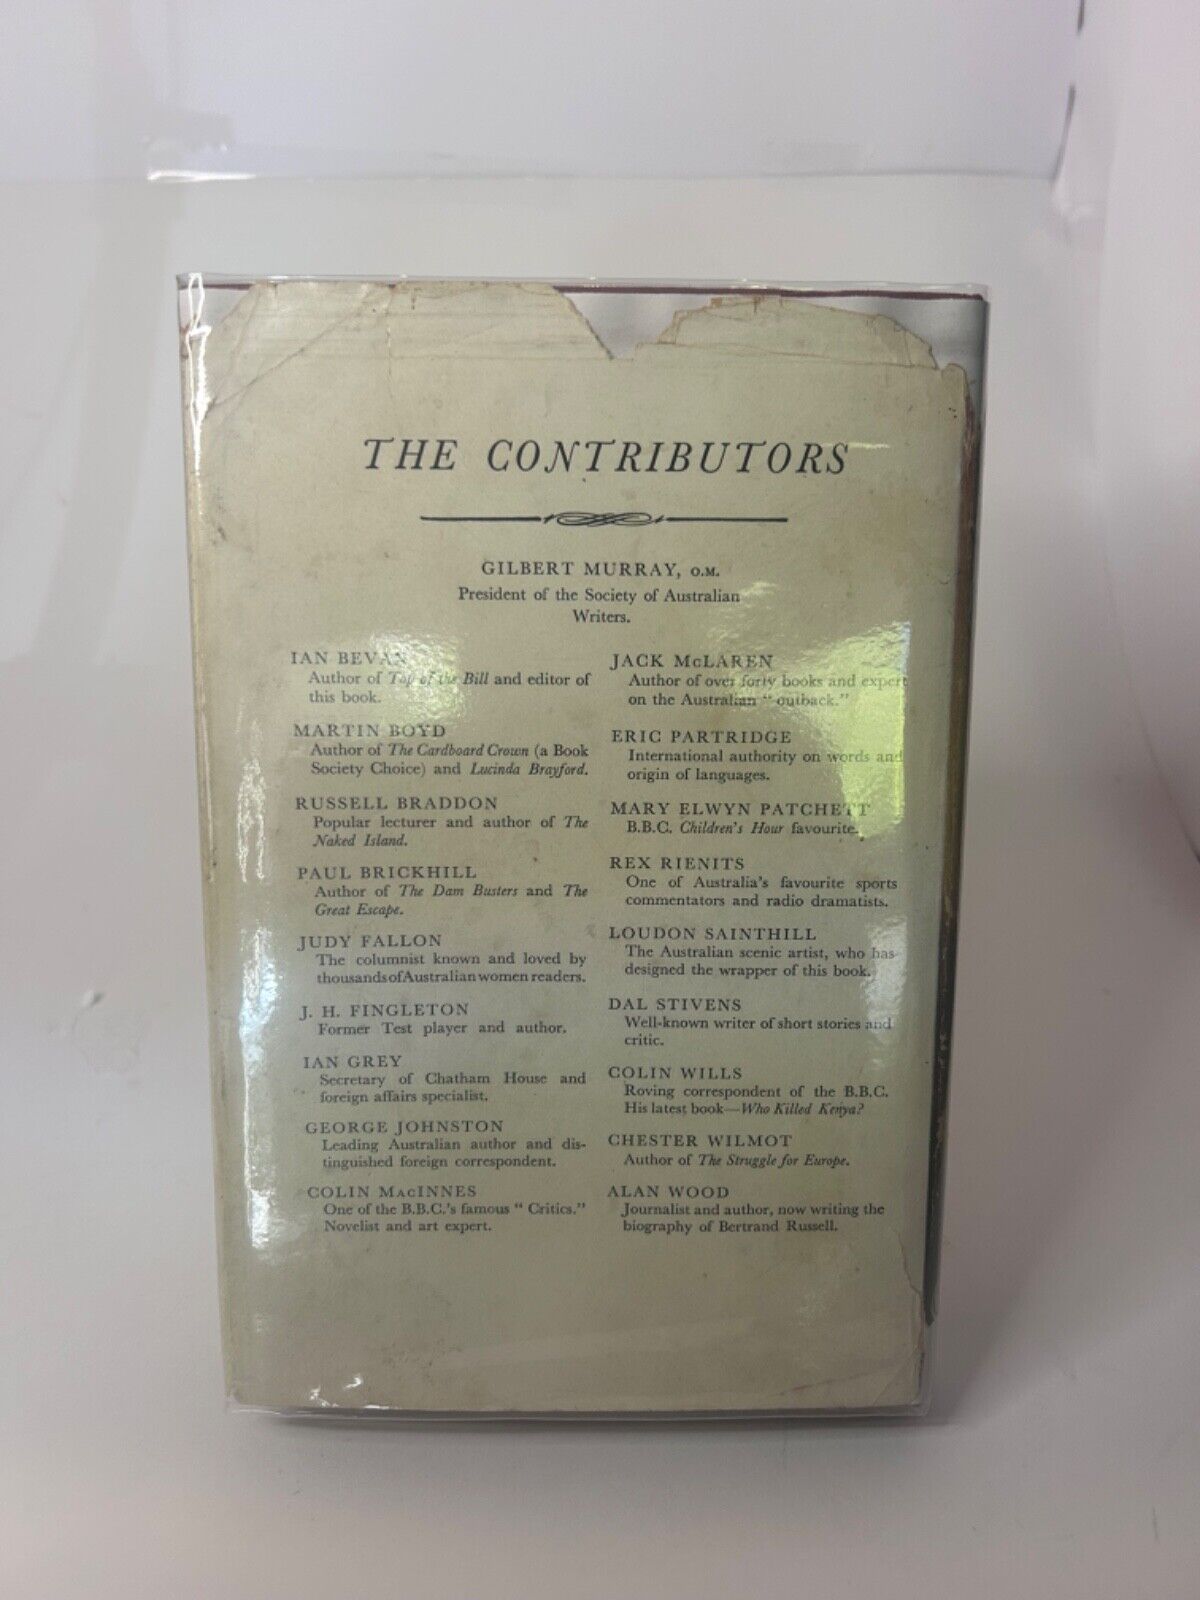 THE CONTRIBUTORS
GILBERT MURRAY, O.M.
President of the Society of Australian
Writers.
IAN BEVAN
Author of Top of the Bill and editor of
this book.
MARTIN BOYD
Author of The Cardboard Crown (a Book
Society Choice) and Lucinda Brayford.
RUSSELL BRADDON
Popular lecturer and author of The
Naked Island.
PAUL BRICKHILL
Author of The Dam Busters and The
Great Escape.
JUDY FALLON
The columnist known and loved by
thousands of Australian women readers.
J. H. FINGLETON
Former Test player and author.
IAN GREY
Secretary of Chatham House and
foreign affairs specialist.
GEORGE JOHNSTON
Leading Australian author and dis-
tinguished foreign correspondent.
COLIN MacINNES
One of the B.B.C.'s famous "Critics."
Novelist and art expert.
JACK McLAREN
Author of over forty books and expert
on the Australian "outback."
ERIC PARTRIDGE
International authority on words and
origin of languages.
MARY ELWYN PATCHETT
B.B.C. Children's Hour favourite.
REX RIENITS
One of Australia's favourite sports
commentators and radio dramatists.
LOUDON SAINTHILL
The Australian scenic artist, who has
designed the wrapper of this book.
DAL STIVENS
Well-known writer of short stories and
critic.
COLIN WILLS
Roving correspondent of the B.B.C.
His latest book—Who Killed Kenya?
CHESTER WILMOT
Author of The Struggle for Europe.
ALAN WOOD
Journalist and author, now writing the
biography of Bertrand Russell.